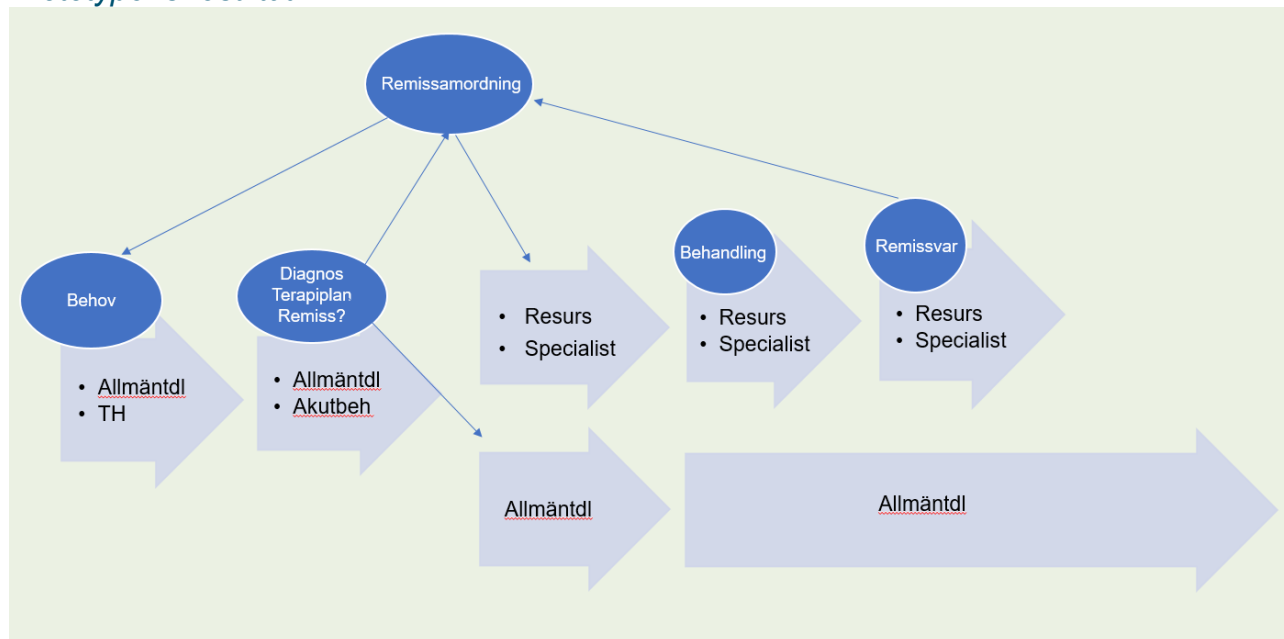 Remissamordning
Behov
• Allmäntdl
• TH
Diagnos
Terapiplan
Remiss?
• Allmäntdl
• Akutbeh
• Resurs
• Specialist
Behandling
• Resurs
• Specialist
Remissvar
• Resurs
• Specialist
Allmäntdl
Allmäntdl